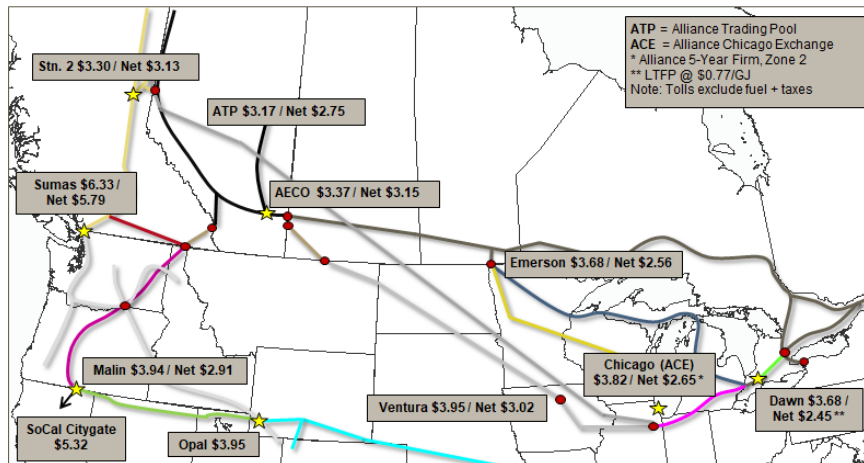 ATP = Alliance Trading Pool
ACE = Alliance Chicago Exchange
* Alliance 5-Year Firm, Zone 2
** LTFP @ $0.77/GJ
Note: Tolls exclude fuel + taxes
Stn. 2 $3.30 / Net $3.13
ATP $3.17 / Net $2.75
Sumas $6.33 /
Net $5.79
AECO $3.37 / Net $3.15
Emerson $3.68 / Net $2.56
Malin $3.94 / Net $2.91
Chicago (ACE)
$3.82 / Net $2.65 *
Ventura $3.95 / Net $3.02
Dawn $3.68 /
Net $2.45 **
SoCal Citygate
$5.32
Opal $3.95